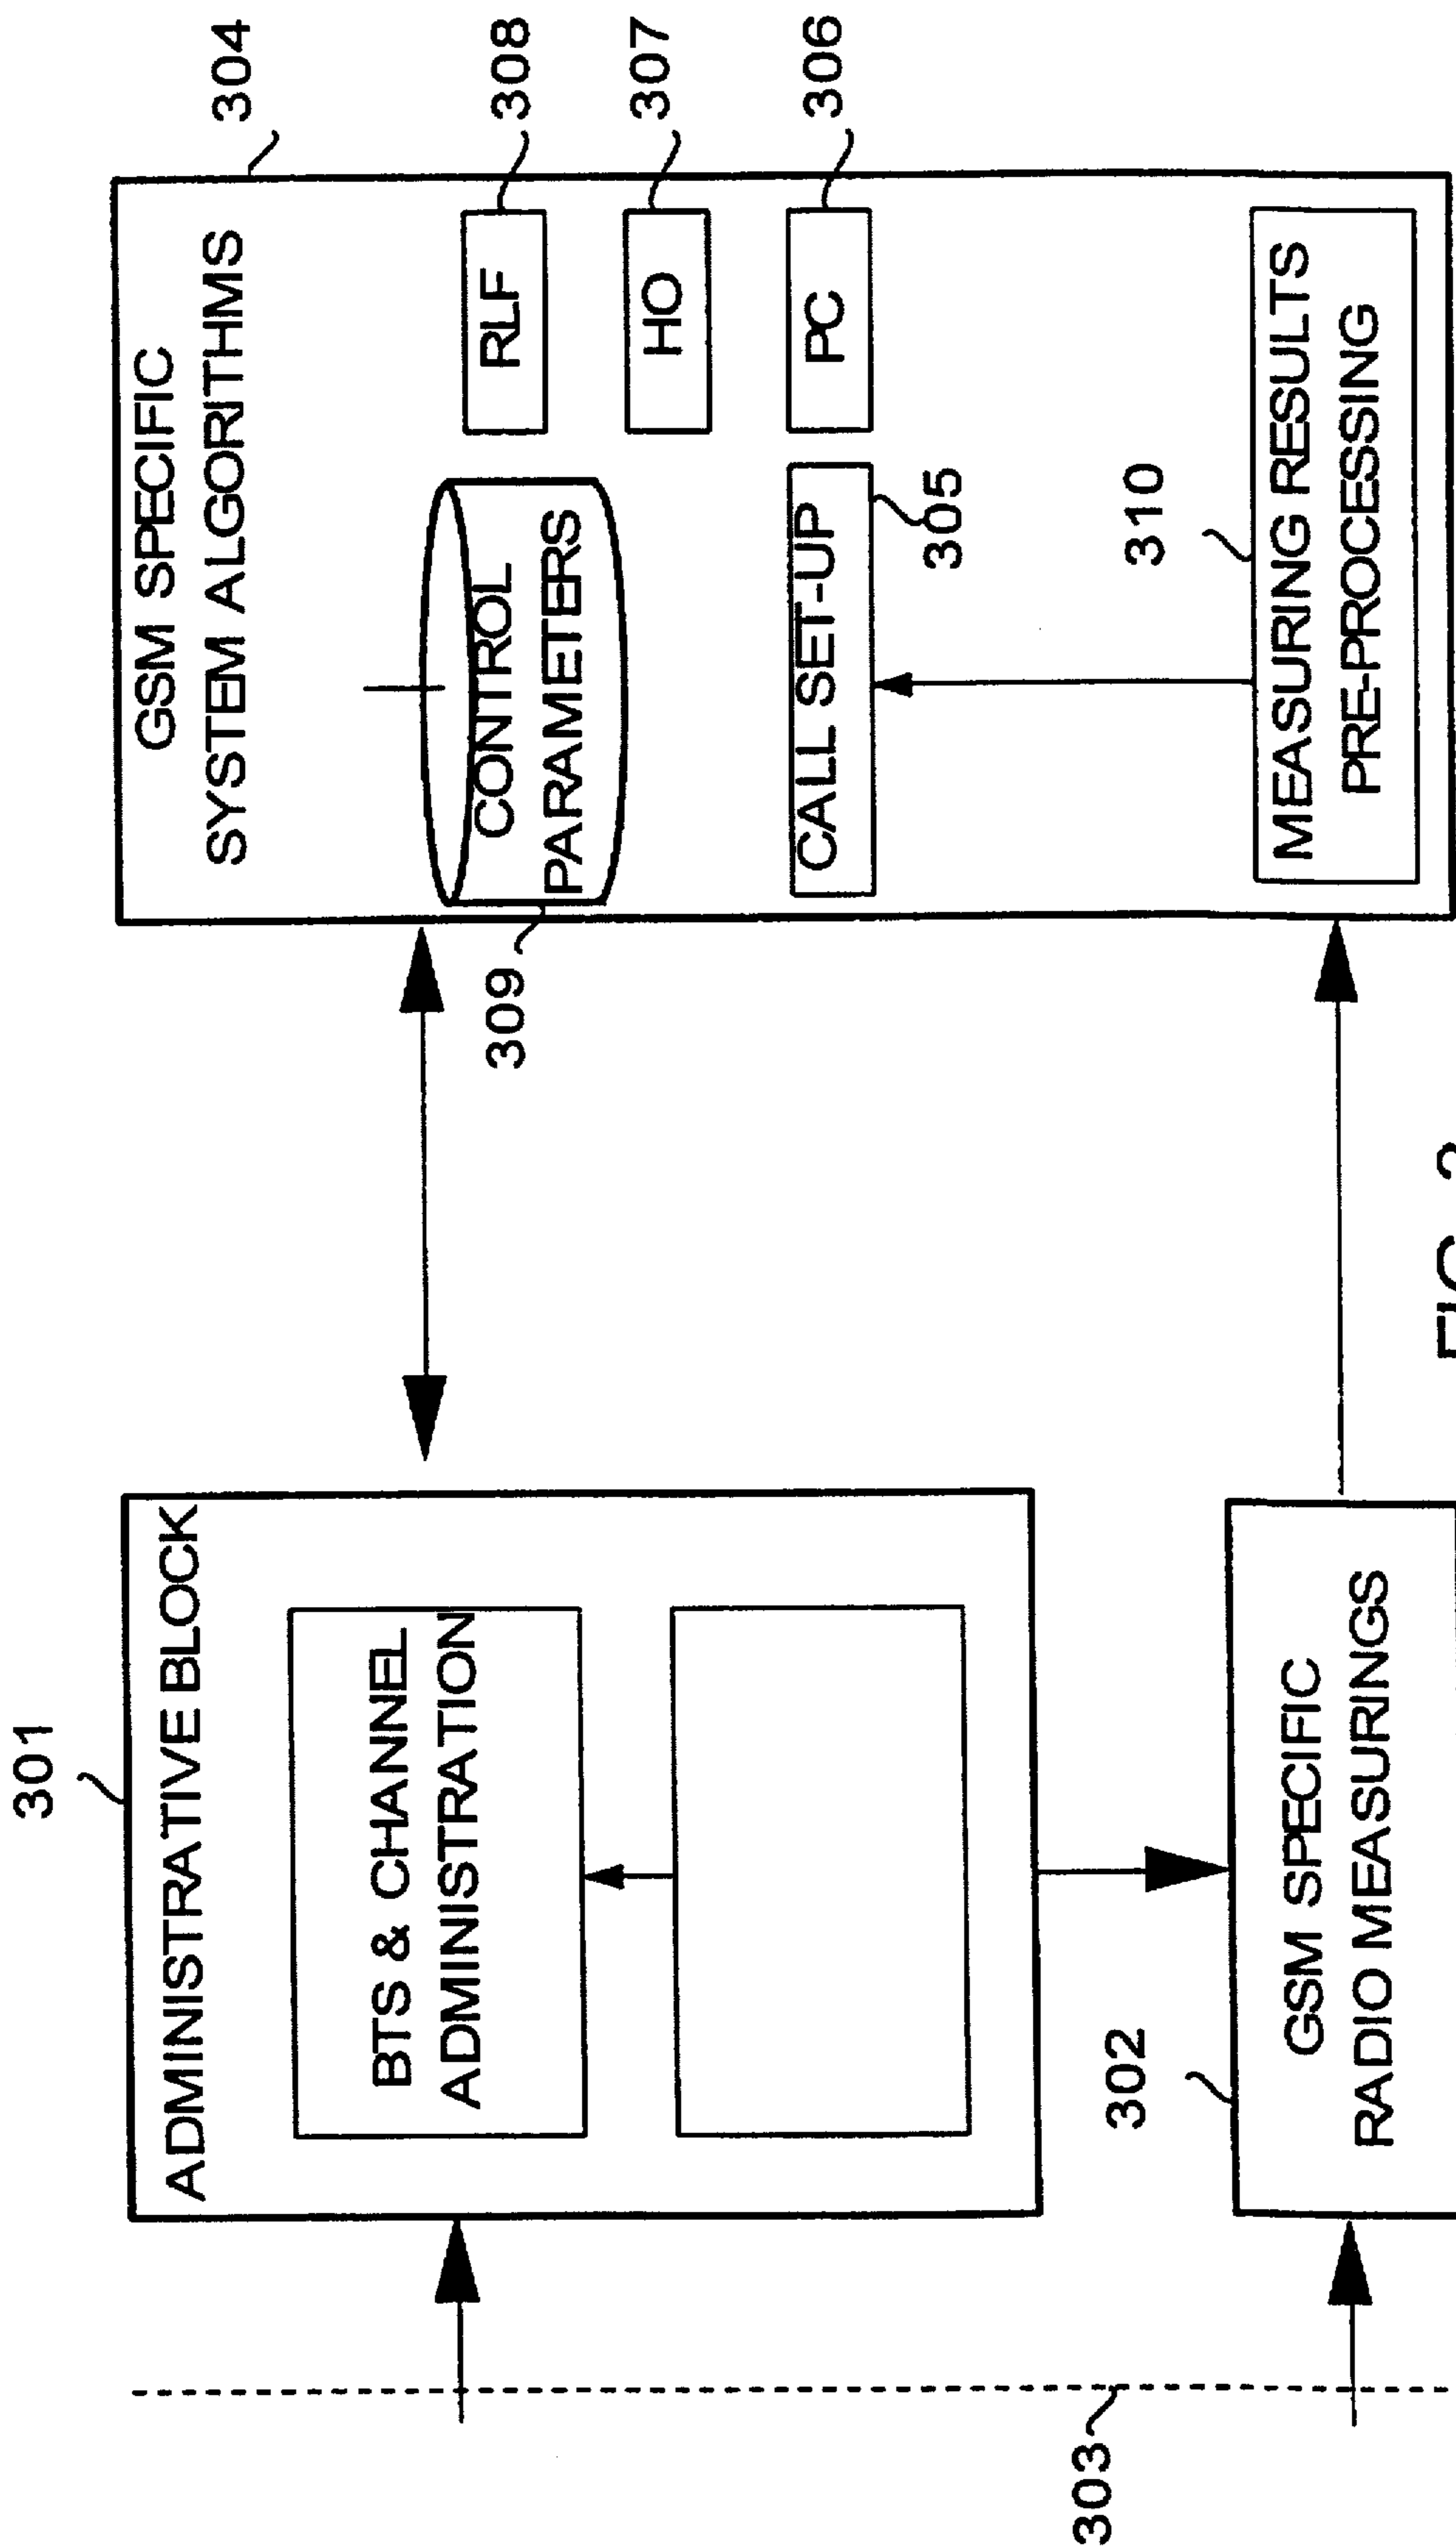 301
ADMINISTRATIVE BLOCK
BTS & CHANNEL
ADMINISTRATION
302
GSM SPECIFIC
RADIO MEASURINGS
303
304
GSM SPECIFIC
SYSTEM ALGORITHMS
CONTROL
PARAMETERS
309
RLF
308
HO
307
CALL SET-UP
305
PC
306
310
MEASURING RESULTS
PRE-PROCESSING
FIG